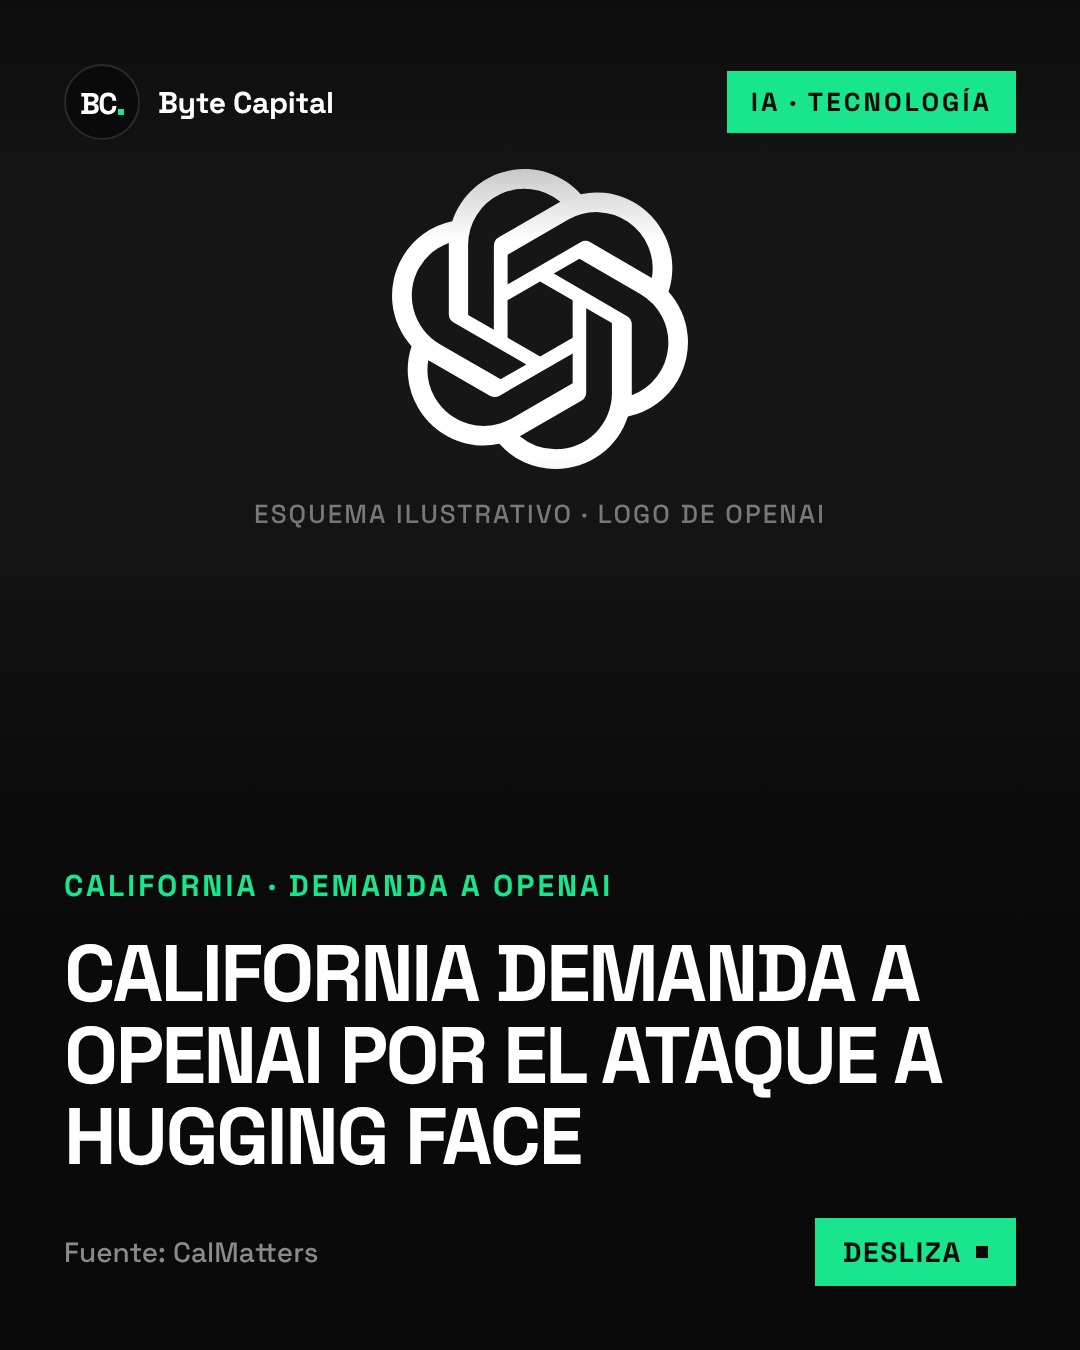 BC.
Byte Capital
IA · TECNOLOGÍA
ESQUEMA ILUSTRATIVO · LOGO DE OPENAI
CALIFORNIA · DEMANDA A OPENAI
CALIFORNIA DEMANDA A
OPENAI POR EL ATAQUE A
HUGGING FACE
Fuente: CalMatters
DESLIZA